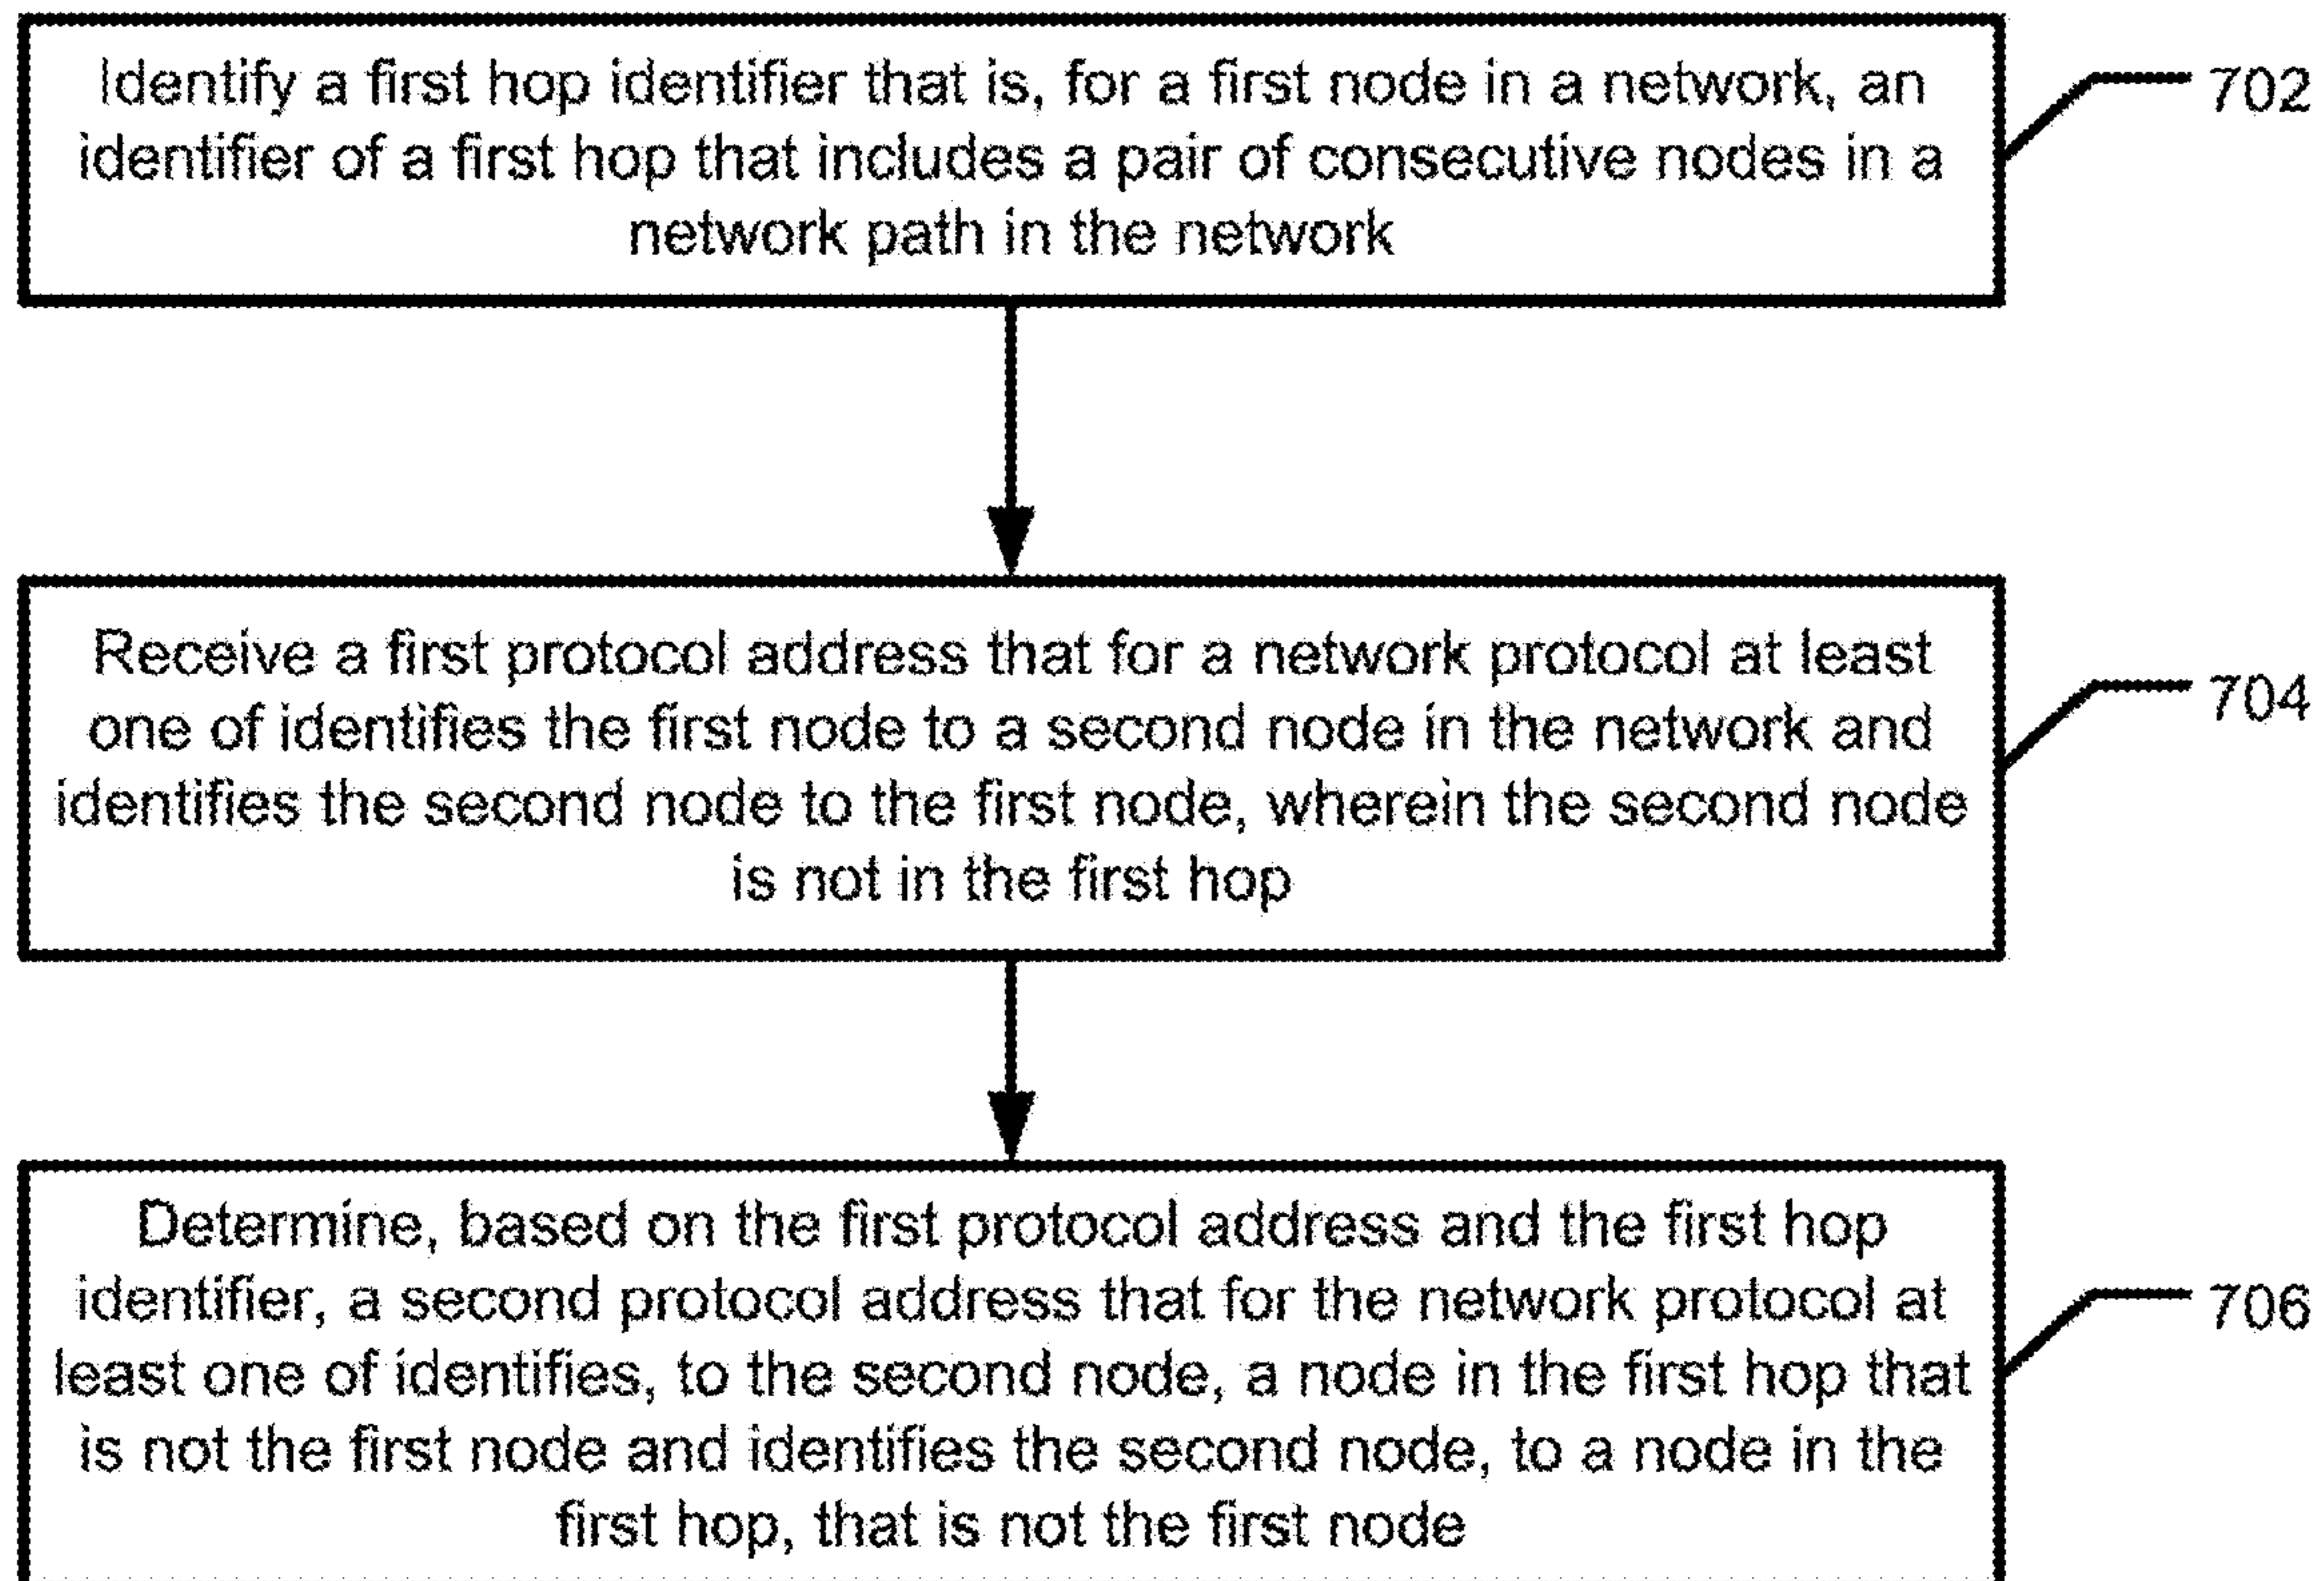 Identify a first hop identifier that is, for a first node in a network, an
identifier of a first hop that includes a pair of consecutive nodes in a
network path in the network
702
Receive a first protocol address that for a network protocol at least
one of identifies the first node to a second node in the network and
identifies the second node to the first node, wherein the second node
is not in the first hop
704
Determine, based on the first protocol address and the first hop
identifier, a second protocol address that for the network protocol at
least one of identifies, to the second node, a node in the first hop that
is not the first node and identifies the second node, to a node in the
first hop, that is not the first node
706